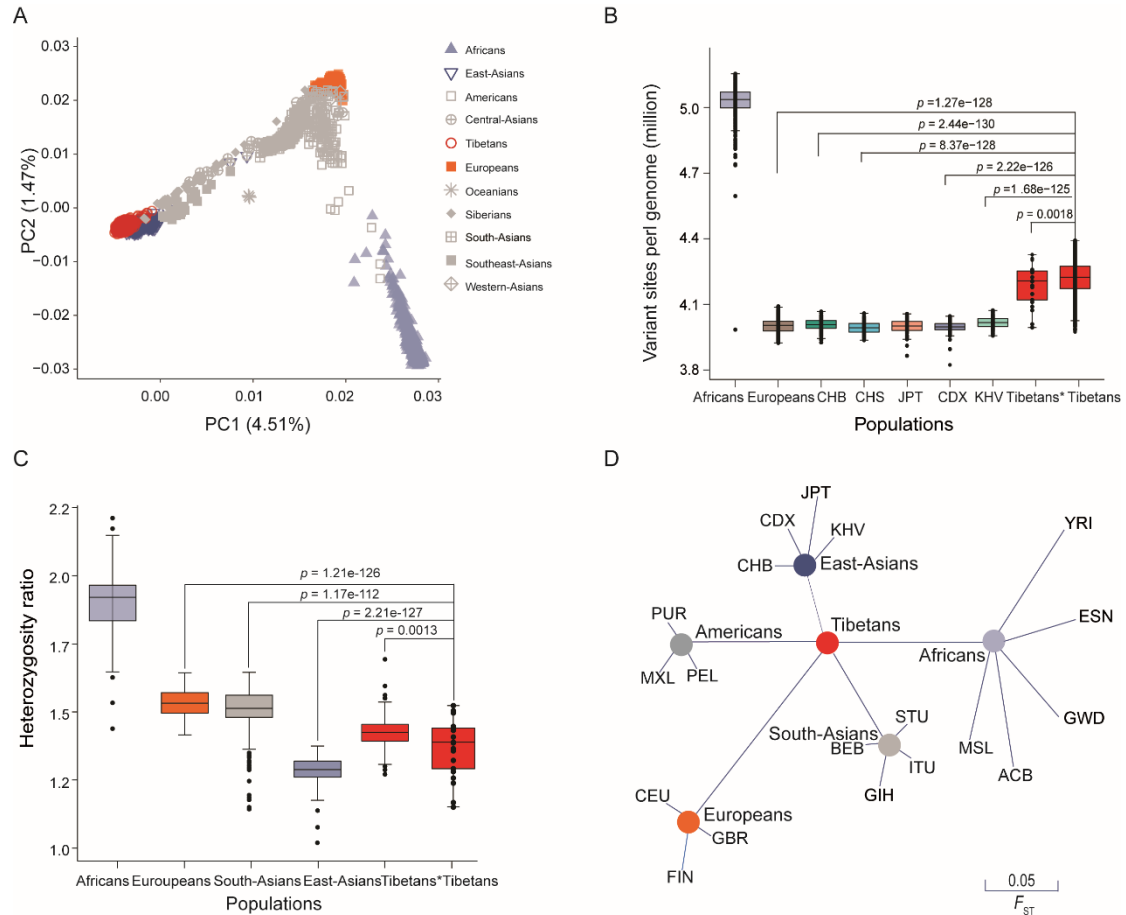 A
0.03
0.02
0.01
0.00
−0.01
−0.02
−0.03
PC2 (1.47%)
0.00
0.01
0.02
0.03
PC1 (4.51%)
Africans
East-Asians
Americans
Central-Asians
Tibetans
Europeans
Oceanians
Siberians
South-Asians
Southeast-Asians
Western-Asians
B
Variant sites perl genome (million)
5.0
4.7
4.4
4.1
3.8
p =1.27e−128
p = 2.44e−130
p = 8.37e−128
p = 2.22e−126
p =1 .68e−125
p = 0.0018
Africans Europeans CHB CHS JPT CDX KHV Tibetans* Tibetans
Populations
C
Heterozygosity ratio
2.2
2.0
1.7
1.5
1.2
1.0
p = 1.21e-126
p = 1.17e-112
p = 2.21e-127
p = 0.0013
Africans Euroupeans South-Asians East-AsiansTibetans*Tibetans
Populations
D
JPT
CDX
KHV
CHB
East-Asians
YRI
PUR
Americans
Tibetans
ESN
Africans
MXL
PEL
STU
South-Asians
BEB
GWD
ITU
MSL
ACB
GIH
CEU
Europeans
GBR
FIN
0.05
FST